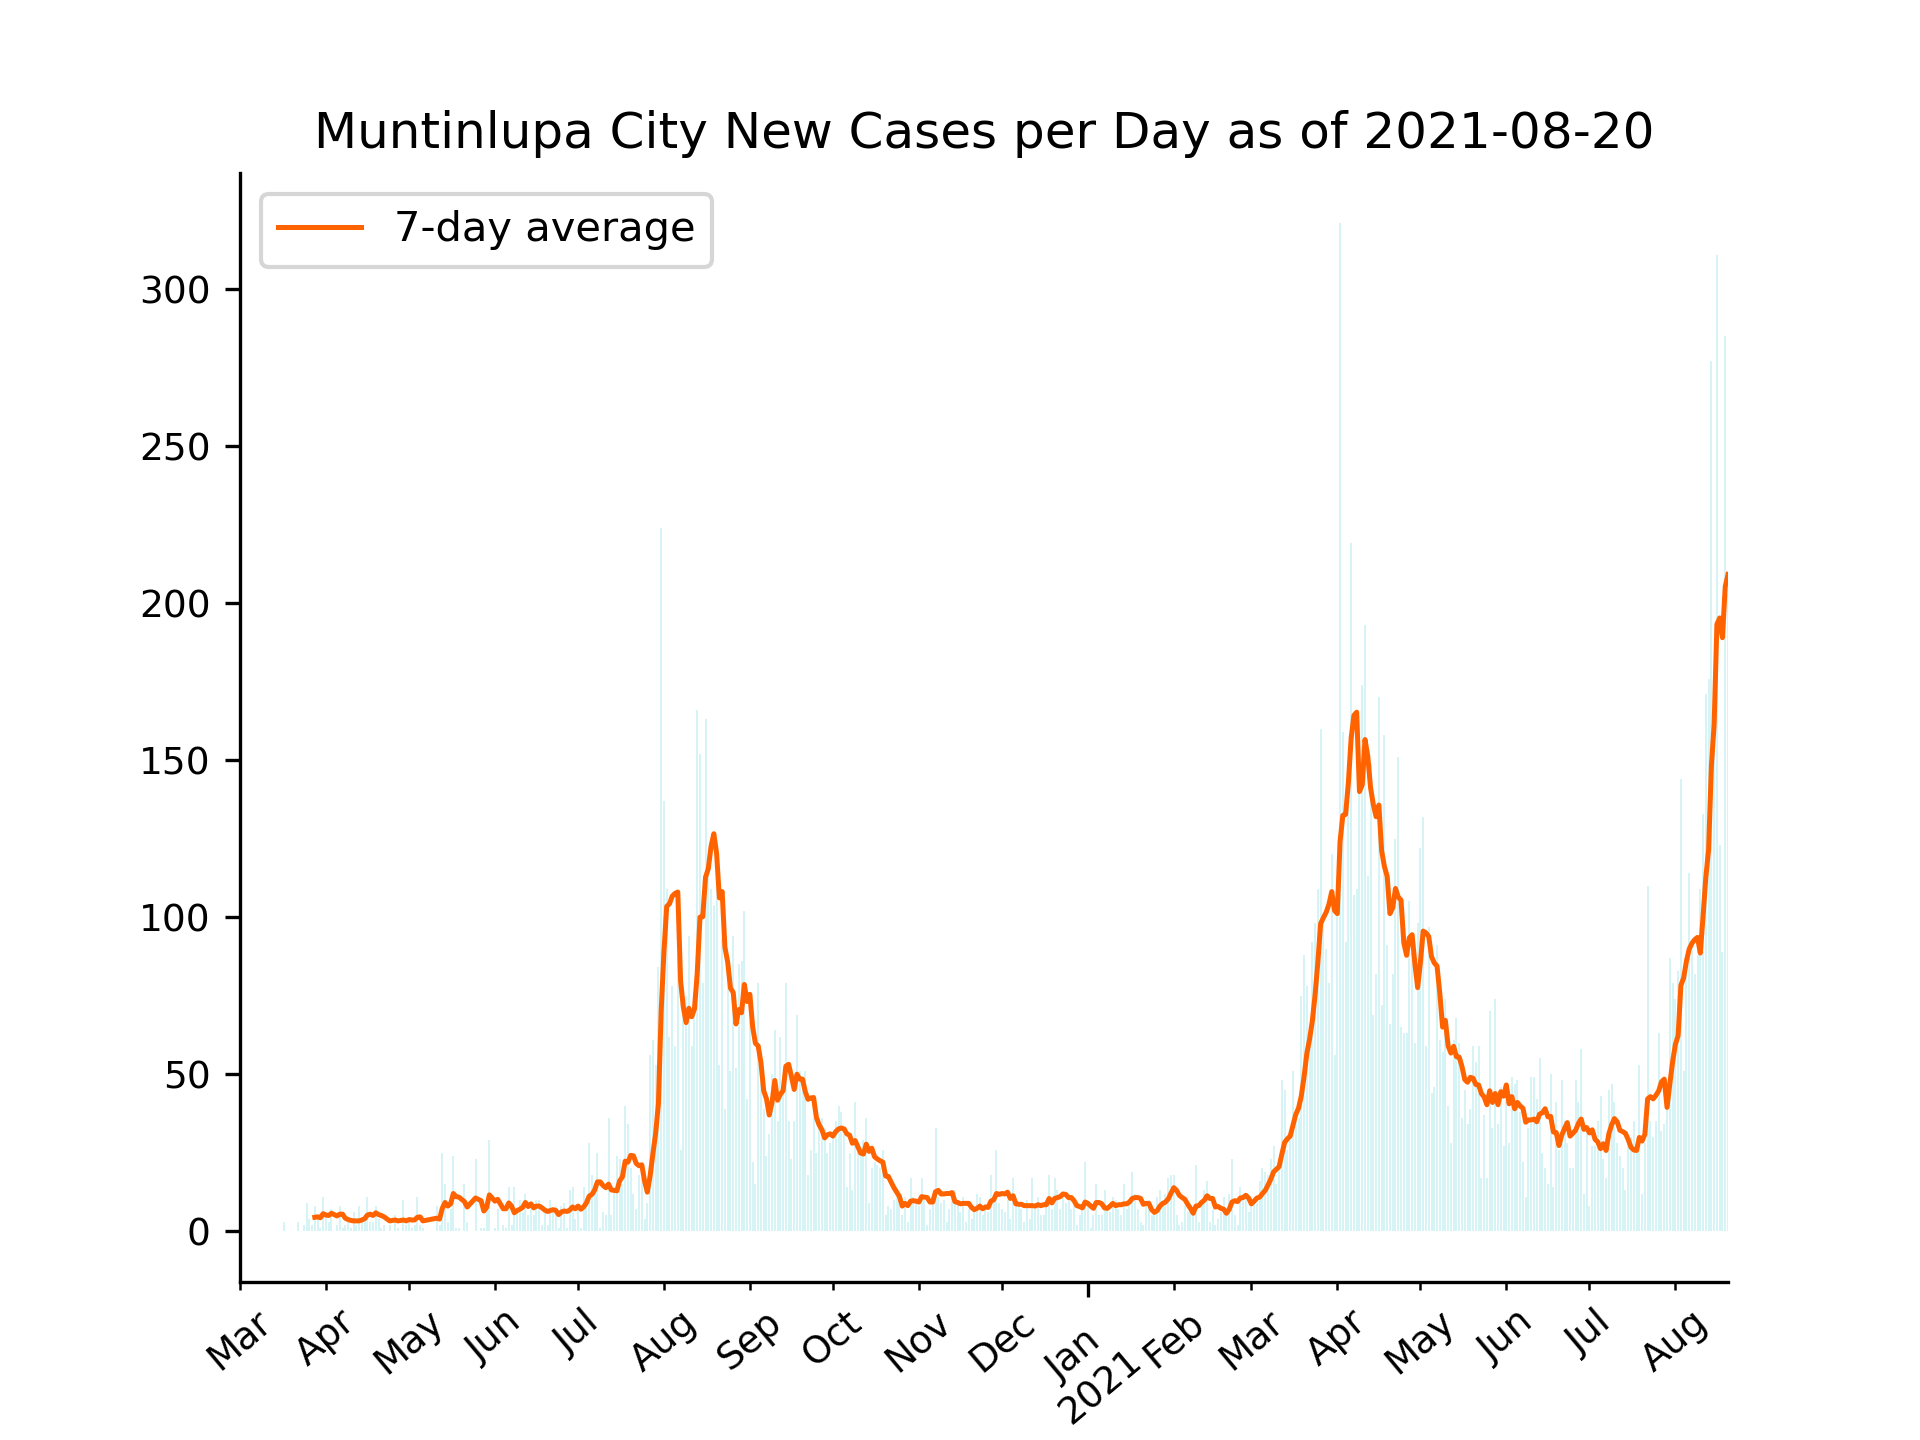 Muntinlupa City New Cases per Day as of 2021-08-20
7-day average
300
250
200
150
100
50
0
Mar Apr May Jun Jul Aug Sep Oct Nov Dec Jan Feb Mar Apr May Jun Jul Aug
2021